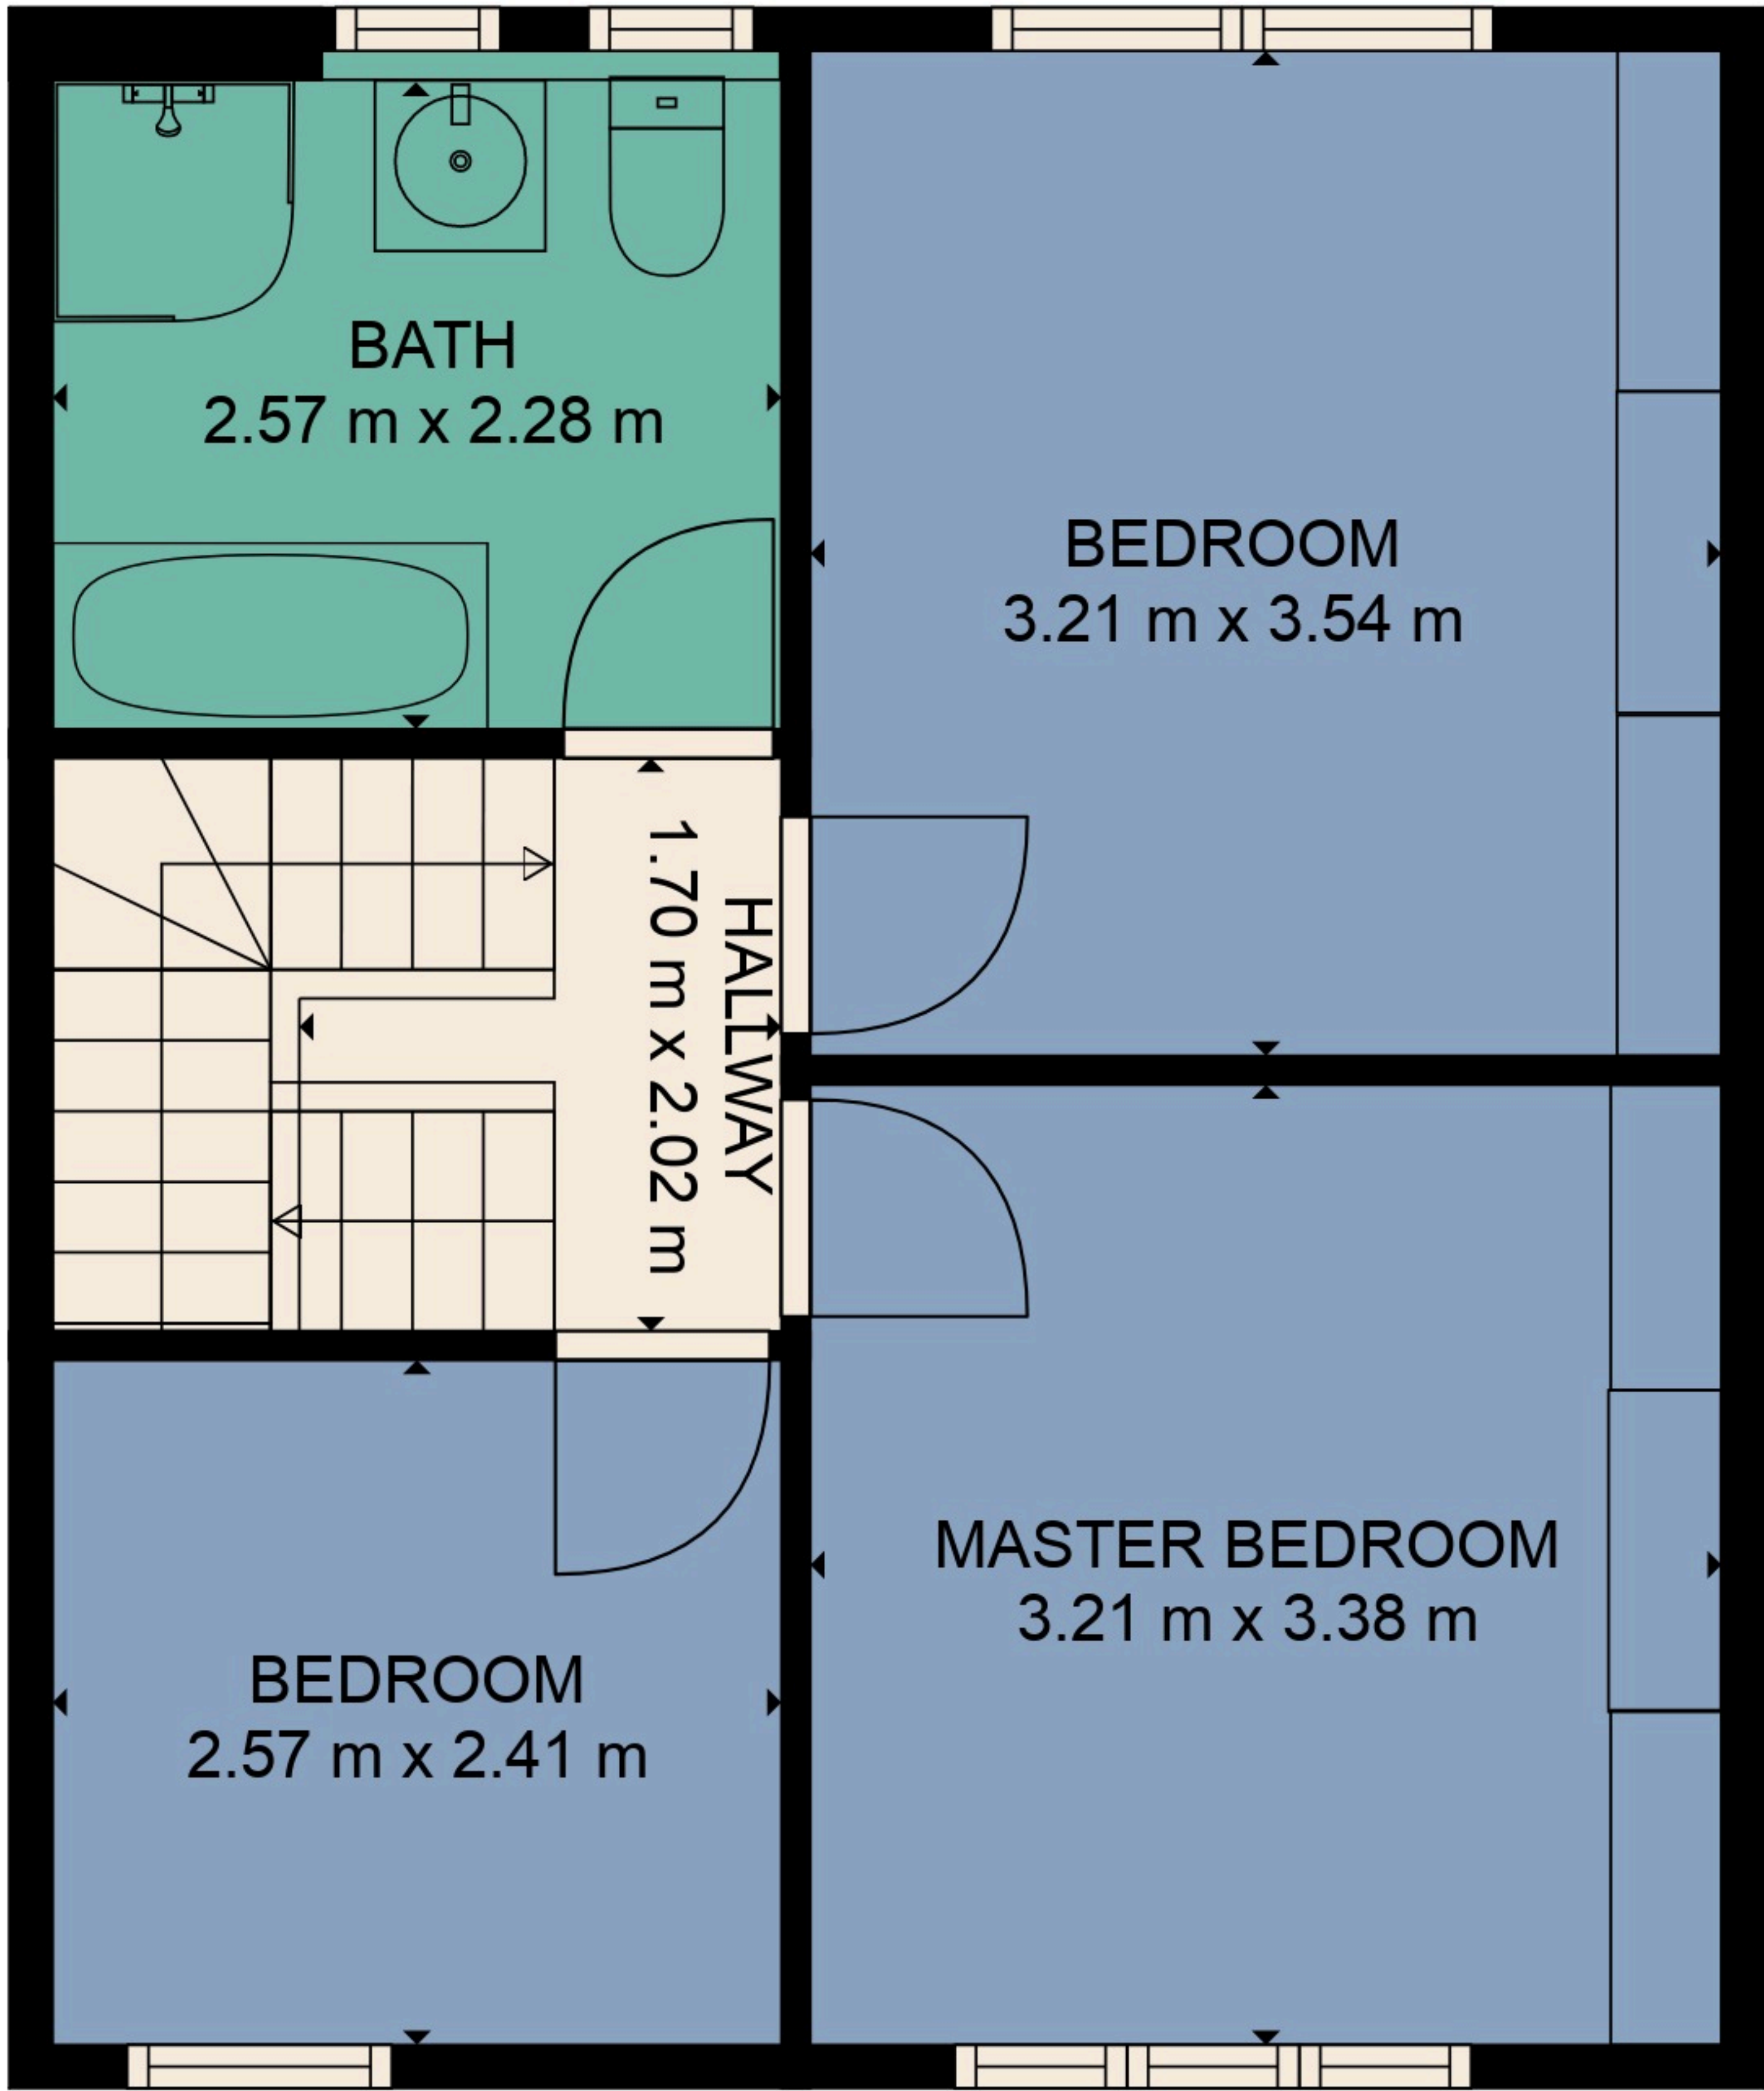 BATH
2.57 m x 2.28 m
BEDROOM
3.21 m x 3.54 m
HALLWAY
1.70 m x 2.02 m
MASTER BEDROOM
3.21 m x 3.38 m
BEDROOM
2.57 m x 2.41 m